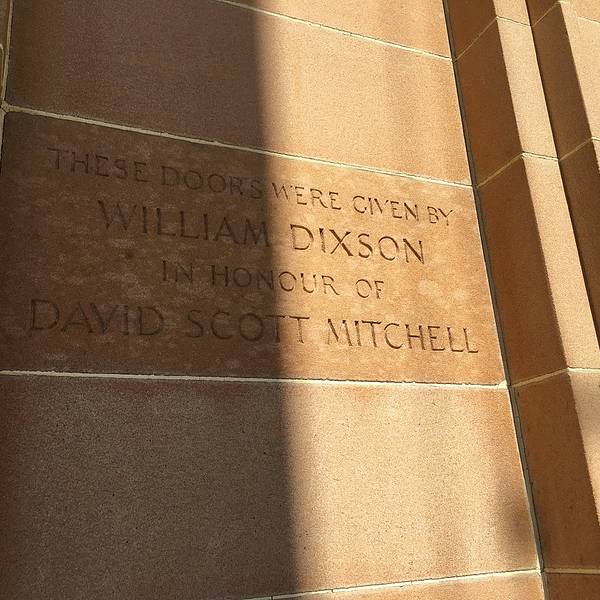 THESE DOORS WERE GIVEN BY
WILLIAM DIXSON
IN HONOUR OF
DAVID SCOTT MITCHELL